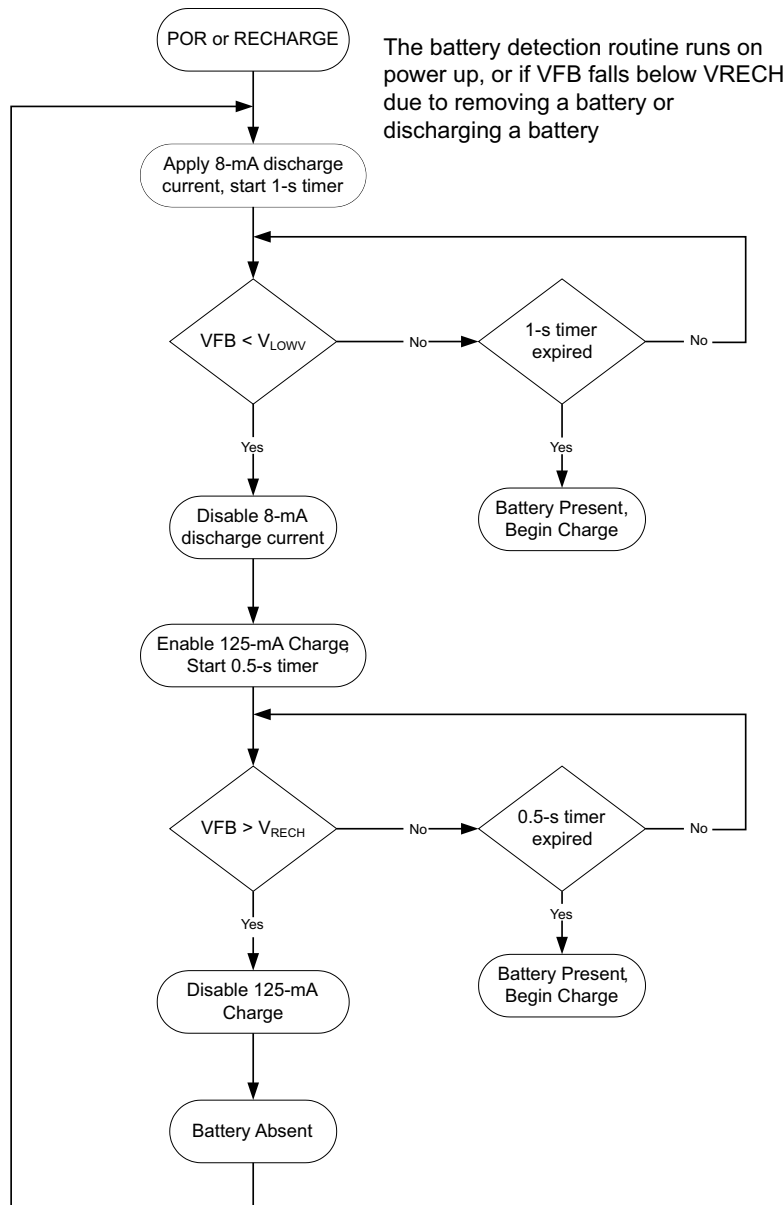 POR or RECHARGE
The battery detection routine runs on
power up, or if VFB falls below VRECH
due to removing a battery or
discharging a battery
Apply 8-mA discharge
current, start 1-s timer
VFB < VLOWV
No
1-s timer
expired
No
Yes
Yes
Disable 8-mA
discharge current
Battery Present,
Begin Charge
Enable 125-mA Charge,
Start 0.5-s timer
VFB > VRECH
No
0.5-s timer
expired
No
Yes
Yes
Disable 125-mA
Charge
Battery Present,
Begin Charge
Battery Absent